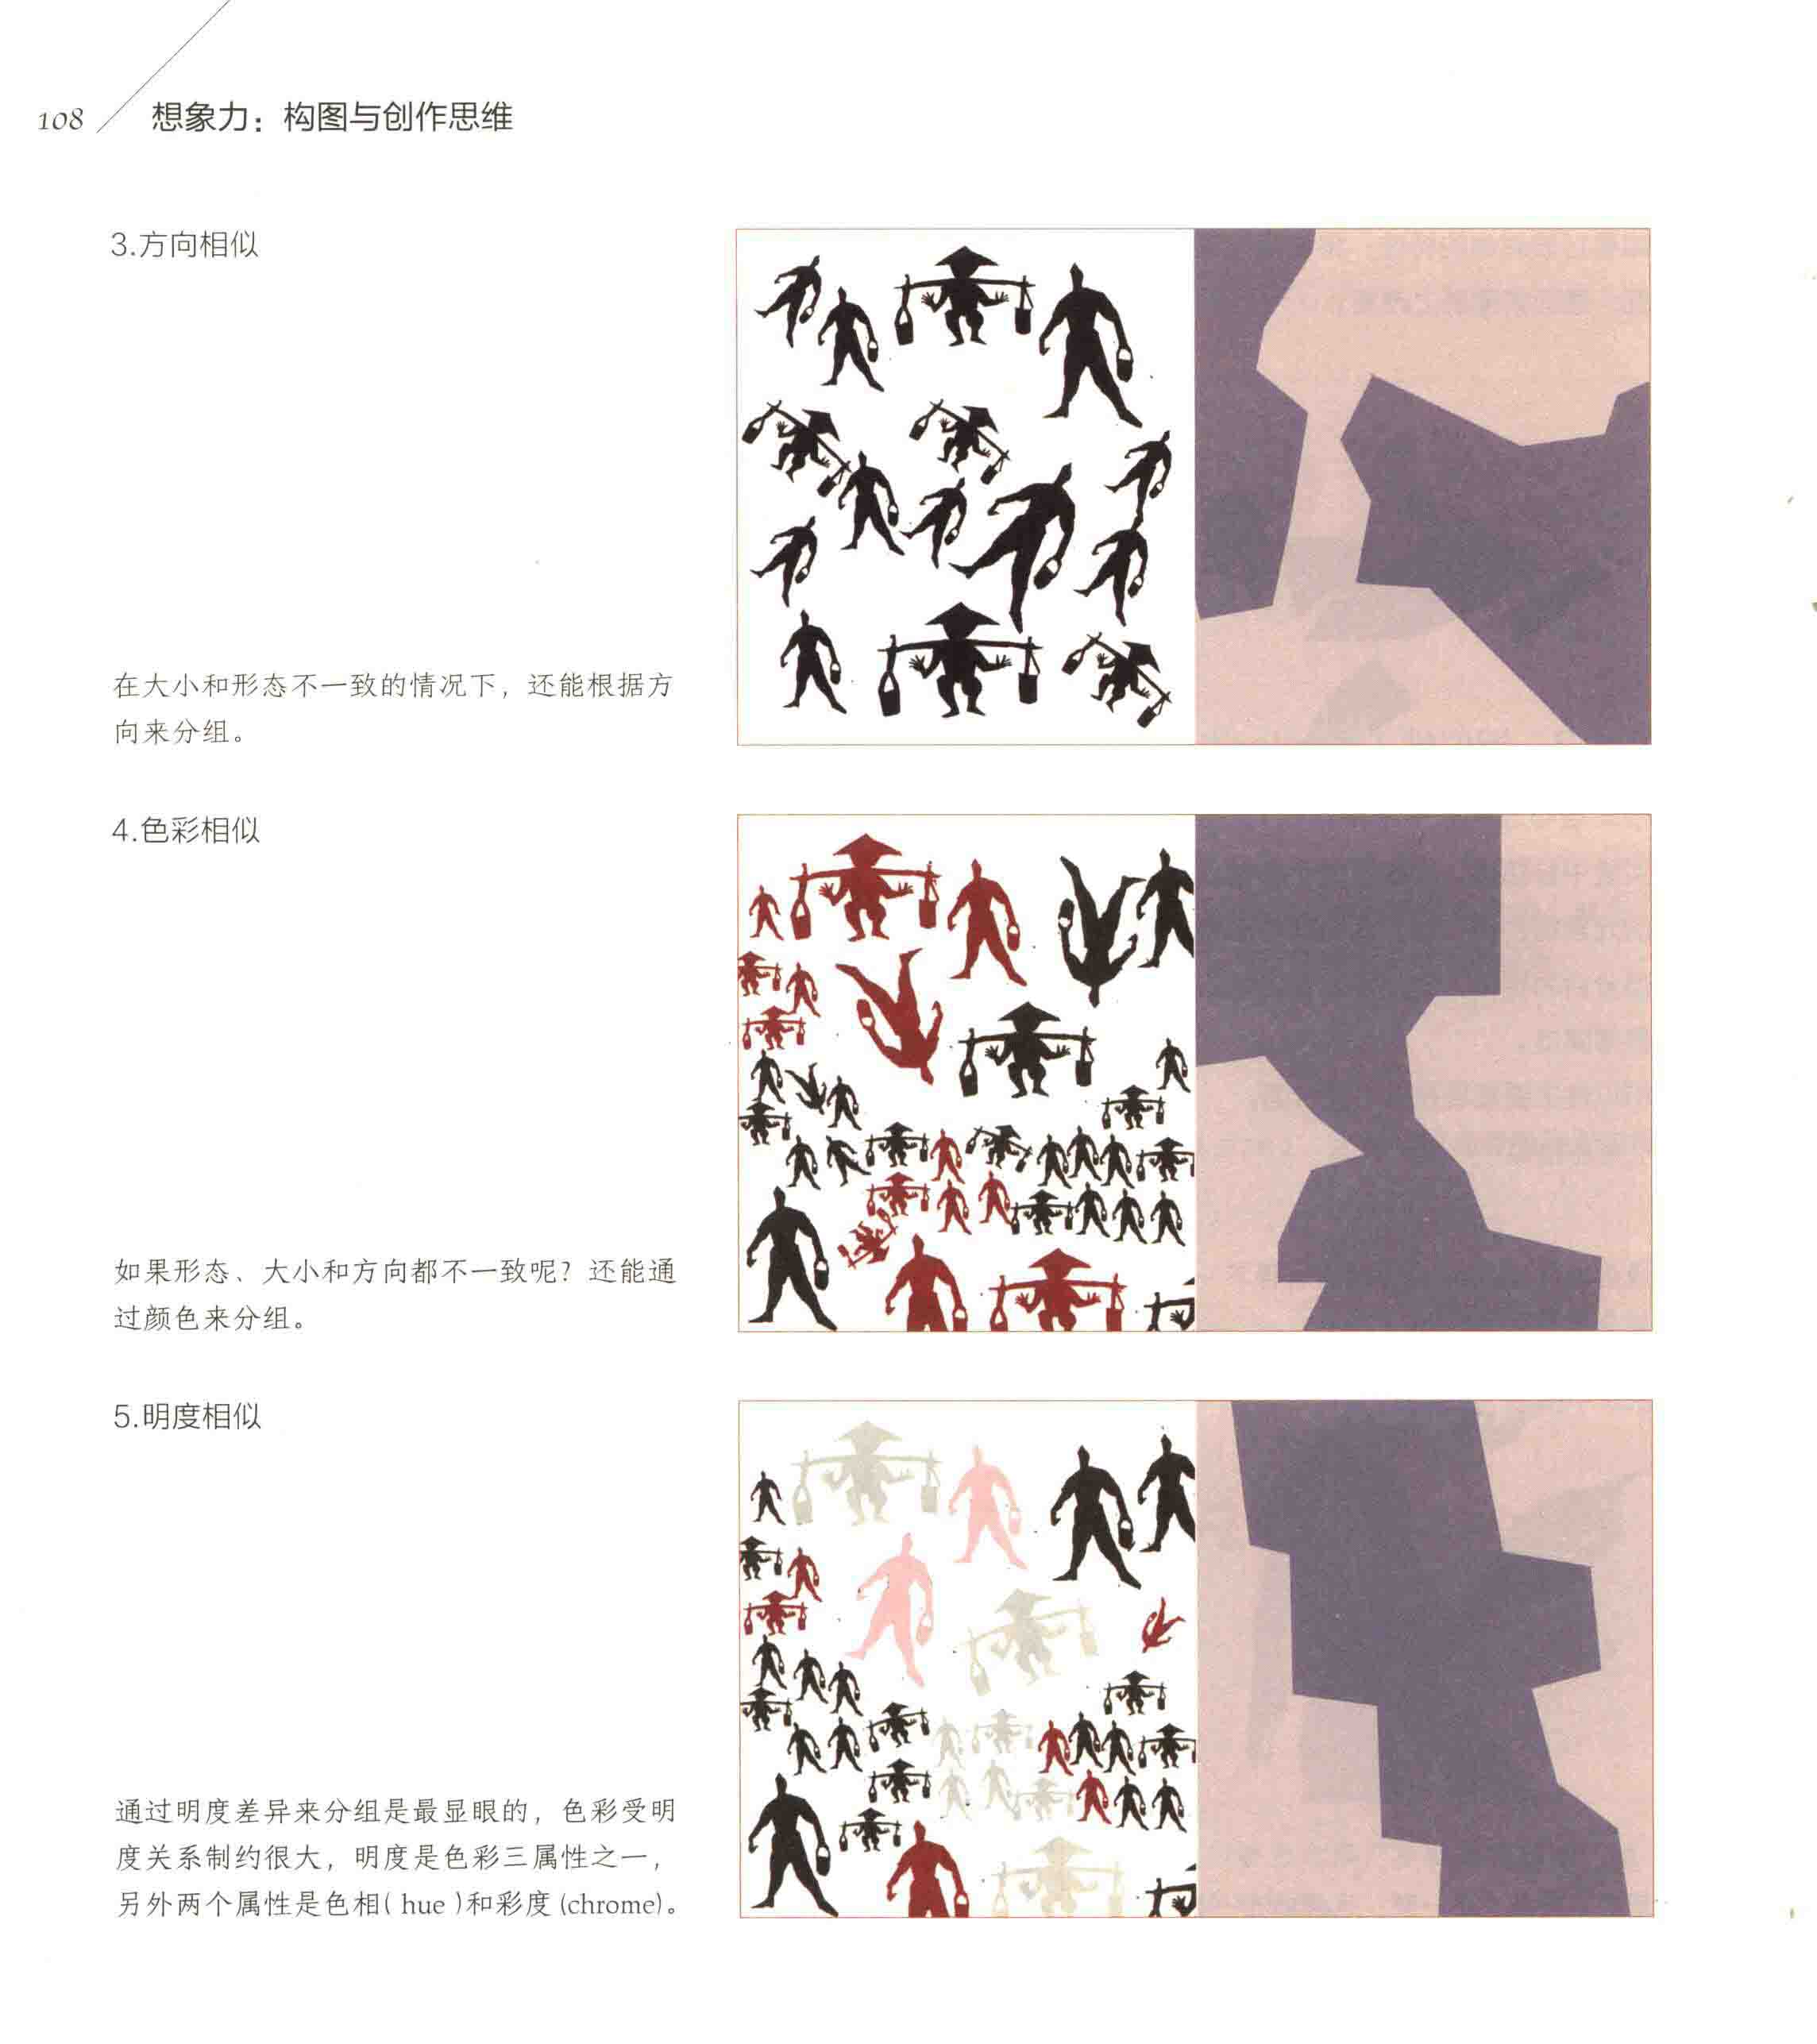 108
想象力：构图与创作思维
3.方向相似
在大小和形态不一致的情况下，还能根据方
向来分组。
4.色彩相似
如果形态、大小和方向都不一致呢？还能通
过颜色来分组。
5.明度相似
通过明度差异来分组是最显眼的，色彩受明
度关系制约很大，明度是色彩三属性之一，
另外两个属性是色相( hue )和彩度 (chrome)。